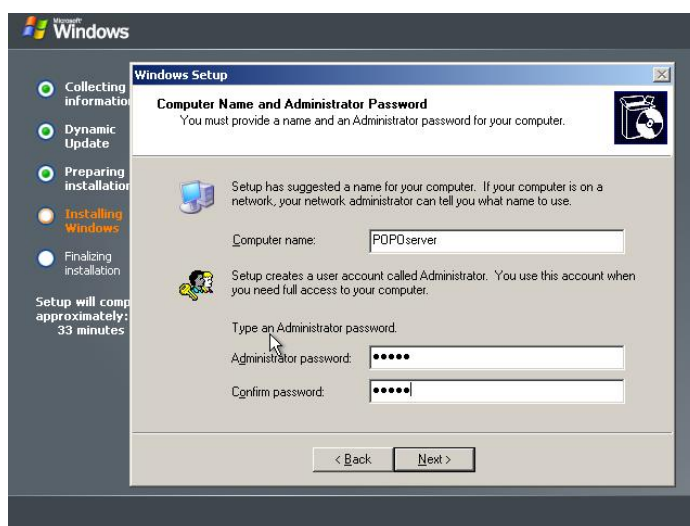 Microsoft
Windows
Collecting
informatio
Dynamic
Update
Preparing
installation
Installing
Windows
Finalizing
installation
Setup will comp
approximately:
33 minutes
Windows Setup
Computer Name and Administrator Password
You must provide a name and an Administrator password for your computer.
Setup has suggested a name for your computer. If your computer is on a
network, your network administrator can tell you what name to use.
Computer name: POPOserver
Setup creates a user account called Administrator. You use this account when
you need full access to your computer.
Type an Administrator password.
Administrator password: •••••
Confirm password: •••••
< Back Next >